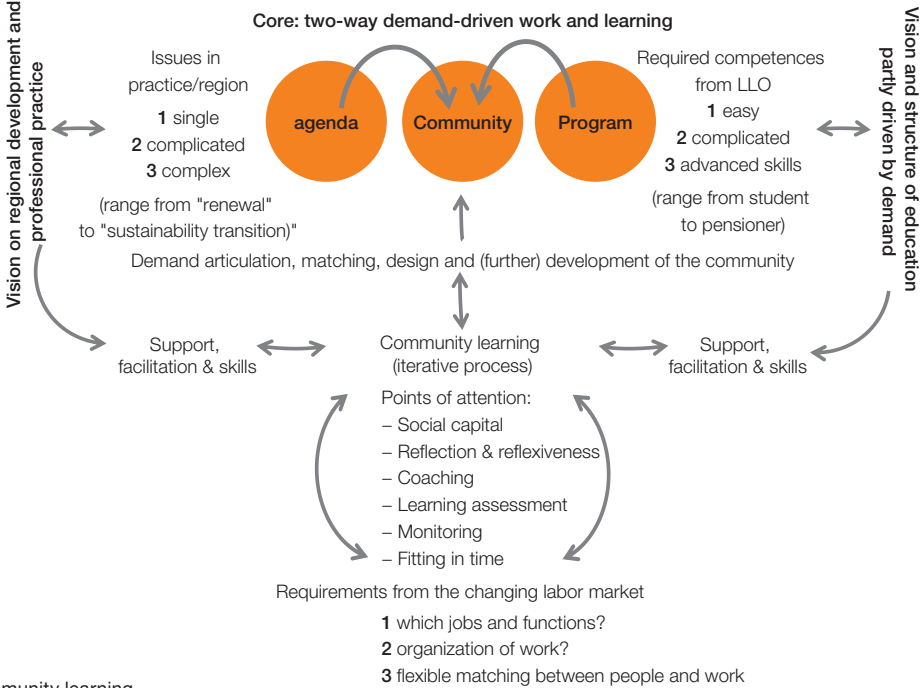 Core: two-way demand-driven work and learning
Vision on regional development and
professional practice
Issues in
practice/region
1 single
2 complicated
3 complex
(range from "renewal"
to "sustainability transition)"
agenda
Community
Program
Required competences
from LLO
1 easy
2 complicated
3 advanced skills
(range from student
to pensioner)
Vision and structure of education
partly driven by demand
Demand articulation, matching, design and (further) development of the community
Support,
facilitation & skills
Community learning
(iterative process)
Support,
facilitation & skills
Points of attention:
– Social capital
– Reflection & reflexiveness
– Coaching
– Learning assessment
– Monitoring
– Fitting in time
Requirements from the changing labor market
1 which jobs and functions?
2 organization of work?
3 flexible matching between people and work
learning